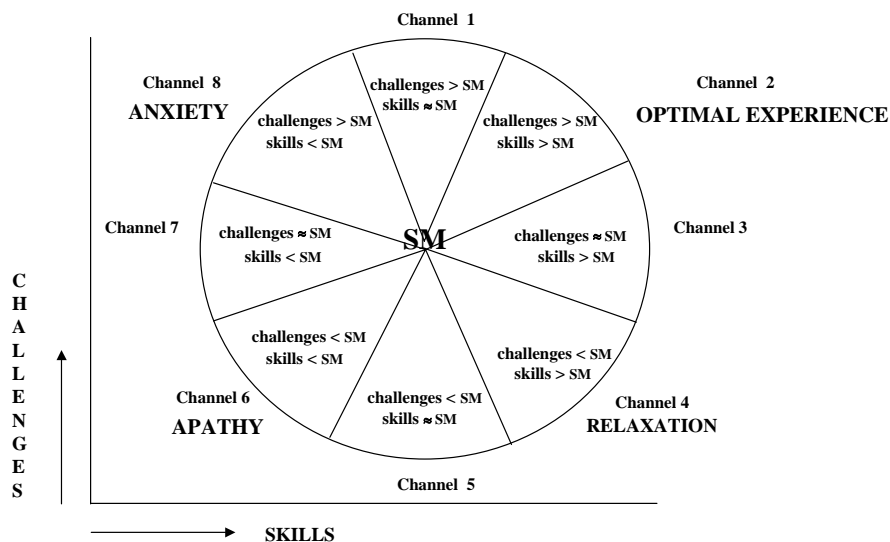 Channel 1
Channel 8
ANXIETY
challenges > SM
skills ≈ SM
Channel 2
OPTIMAL EXPERIENCE
challenges > SM
skills < SM
challenges > SM
skills > SM
Channel 7
challenges ≈ SM
skills < SM
SM
challenges ≈ SM
skills > SM
Channel 3
challenges < SM
skills < SM
challenges < SM
skills > SM
Channel 6
APATHY
challenges < SM
skills ≈ SM
Channel 4
RELAXATION
Channel 5
CHALLENGES
SKILLS